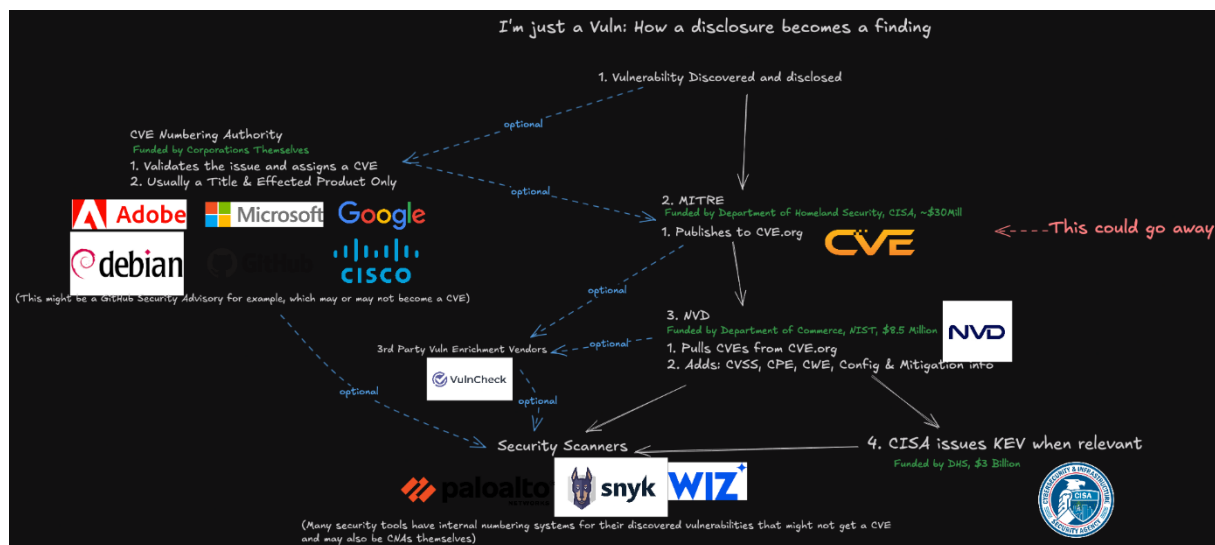 I'm just a Vuln: How a disclosure becomes a finding
1. Vulnerability Discovered and disclosed
optional
CVE Numbering Authority
Funded by Corporations Themselves
1. Validates the issue and assigns a CVE
2. Usually a Title & Effected Product Only
optional
Adobe
Microsoft
Google
debian
GitHub
CISCO
(This might be a GitHub Security Advisory for example, which may or may not become a CVE)
2. MITRE
Funded by Department of Homeland Security, CISA, ~$30Mill
1. Publishes to CVE.org
CVE
This could go away
optional
3. NVD
Funded by Department of Commerce, NIST, $8.5 Million
1. Pulls CVEs from CVE.org
2. Adds: CVSS, CPE, CWE, Config & Mitigation info
NVD
optional
3rd Party Vuln Enrichment Vendors
VulnCheck
optional
optional
Security Scanners
paloalto
NETWORKS
snyk
WIZ
4. CISA issues KEV when relevant
Funded by DHS, $3 Billion
CYBERSECURITY & INFRASTRUCTURE
CISA
SECURITY AGENCY
(Many security tools have internal numbering systems for their discovered vulnerabilities that might not get a CVE
and may also be CNAs themselves)